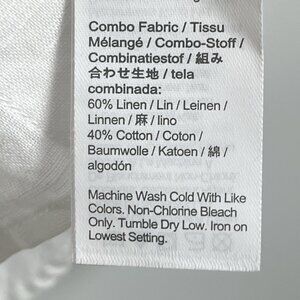 Combo Fabric / Tissu
Mélangé / Combo-Stoff /
Combinatiestof / 組み
合わせ生地 / tela
combinada:
60% Linen / Lin / Leinen /
Linnen / 麻 / lino
40% Cotton / Coton /
Baumwolle / Katoen / 綿 /
algodón
Machine Wash Cold With Like
Colors. Non-Chlorine Bleach
Only. Tumble Dry Low. Iron on
Lowest Setting.